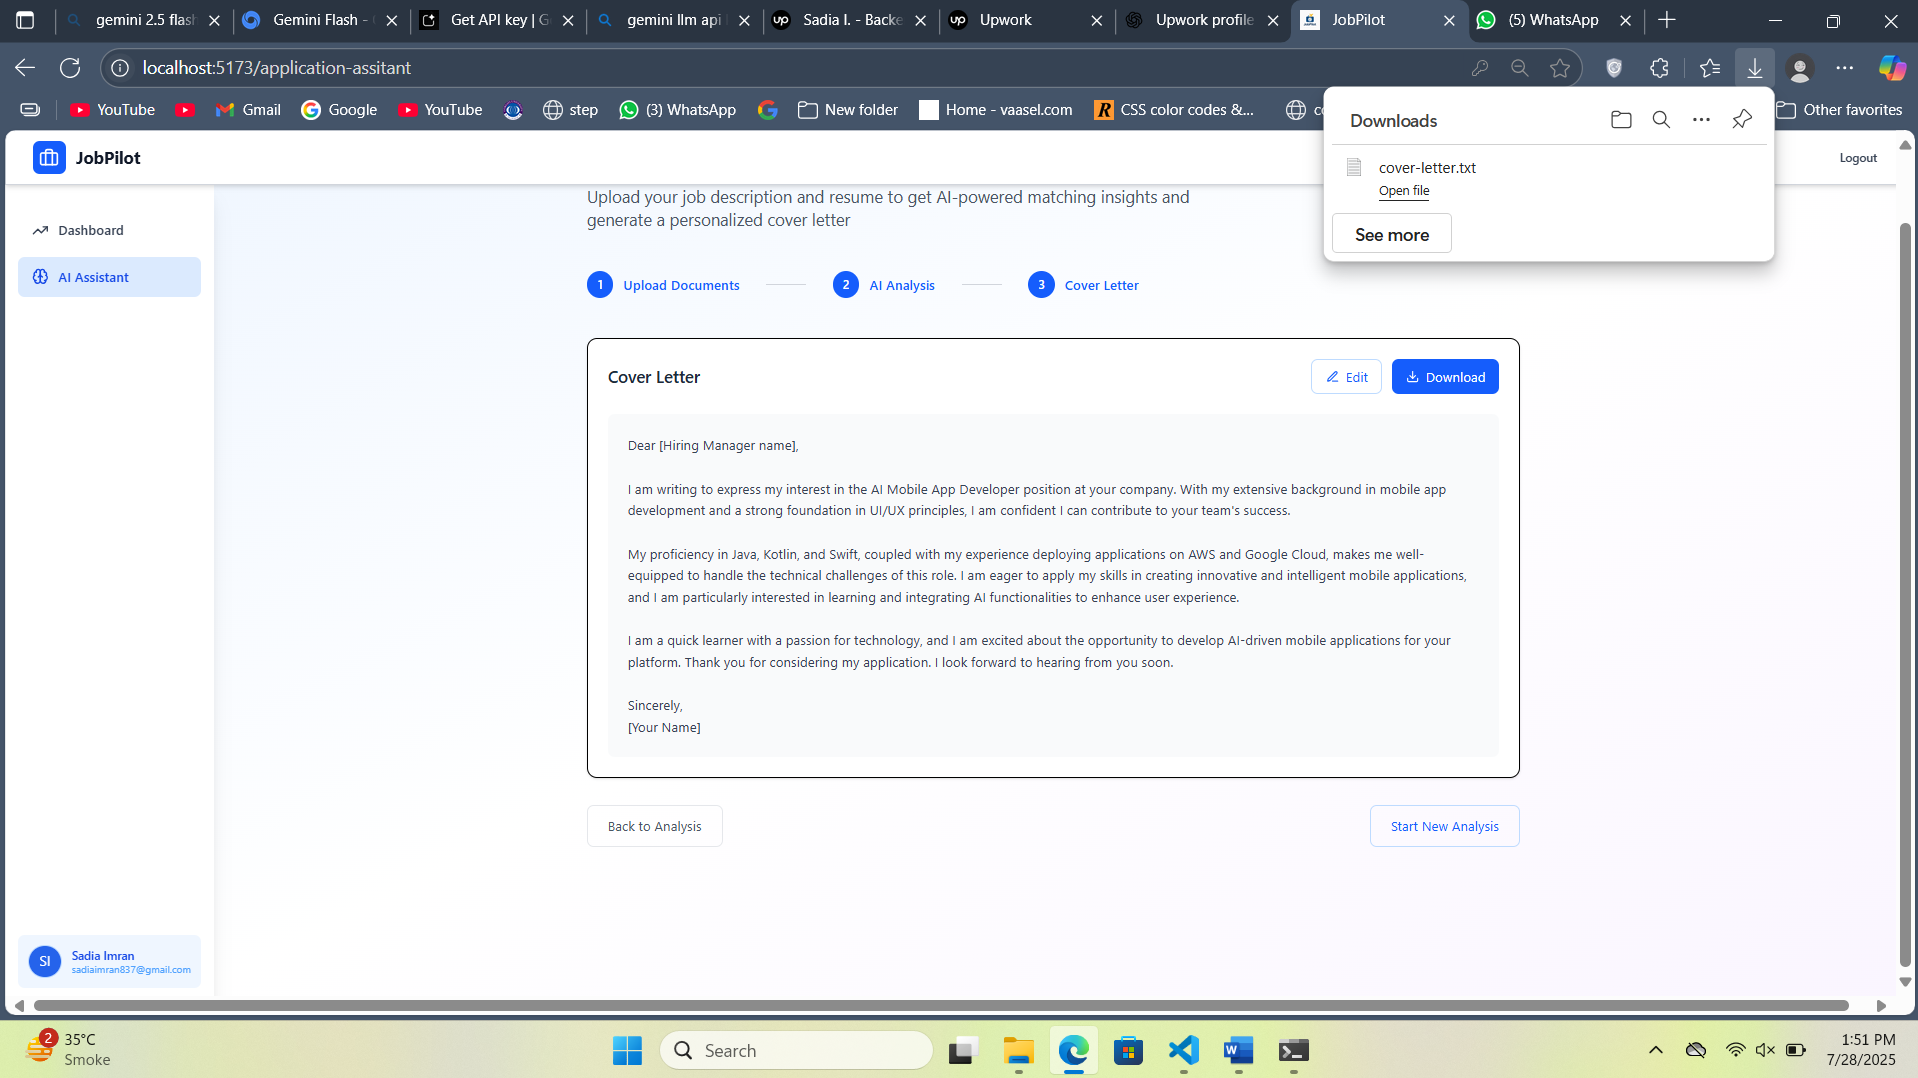 gemini 2.5 flash
Gemini Flash -
Get API key | G
gemini llm api
Sadia I. - Backe
Upwork
Upwork profile
JobPilot
(5) WhatsApp
localhost:5173/application-assitant
YouTube
Gmail
Google
YouTube
step
(3) WhatsApp
New folder
Home - vaasel.com
CSS color codes &...
Other favorites
Downloads
cover-letter.txt
Open file
See more
JobPilot
Logout
Dashboard
AI Assistant
Upload your job description and resume to get AI-powered matching insights and
generate a personalized cover letter
1 Upload Documents
2 AI Analysis
3 Cover Letter
Cover Letter
Edit
Download
Dear [Hiring Manager name],
I am writing to express my interest in the AI Mobile App Developer position at your company. With my extensive background in mobile app
development and a strong foundation in UI/UX principles, I am confident I can contribute to your team's success.
My proficiency in Java, Kotlin, and Swift, coupled with my experience deploying applications on AWS and Google Cloud, makes me well-
equipped to handle the technical challenges of this role. I am eager to apply my skills in creating innovative and intelligent mobile applications,
and I am particularly interested in learning and integrating AI functionalities to enhance user experience.
I am a quick learner with a passion for technology, and I am excited about the opportunity to develop AI-driven mobile applications for your
platform. Thank you for considering my application. I look forward to hearing from you soon.
Sincerely,
[Your Name]
Back to Analysis
Start New Analysis
SI
Sadia Imran
sadiaimran837@gmail.com
2
35°C
Smoke
Search
1:51 PM
7/28/2025